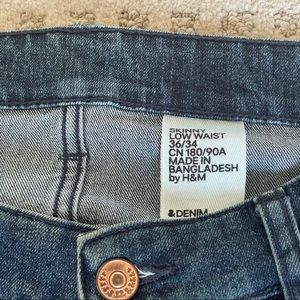 SKINNY
LOW WAIST
36/34
CN 180/90A
MADE IN
BANGLADESH
by H&M
&DENIM